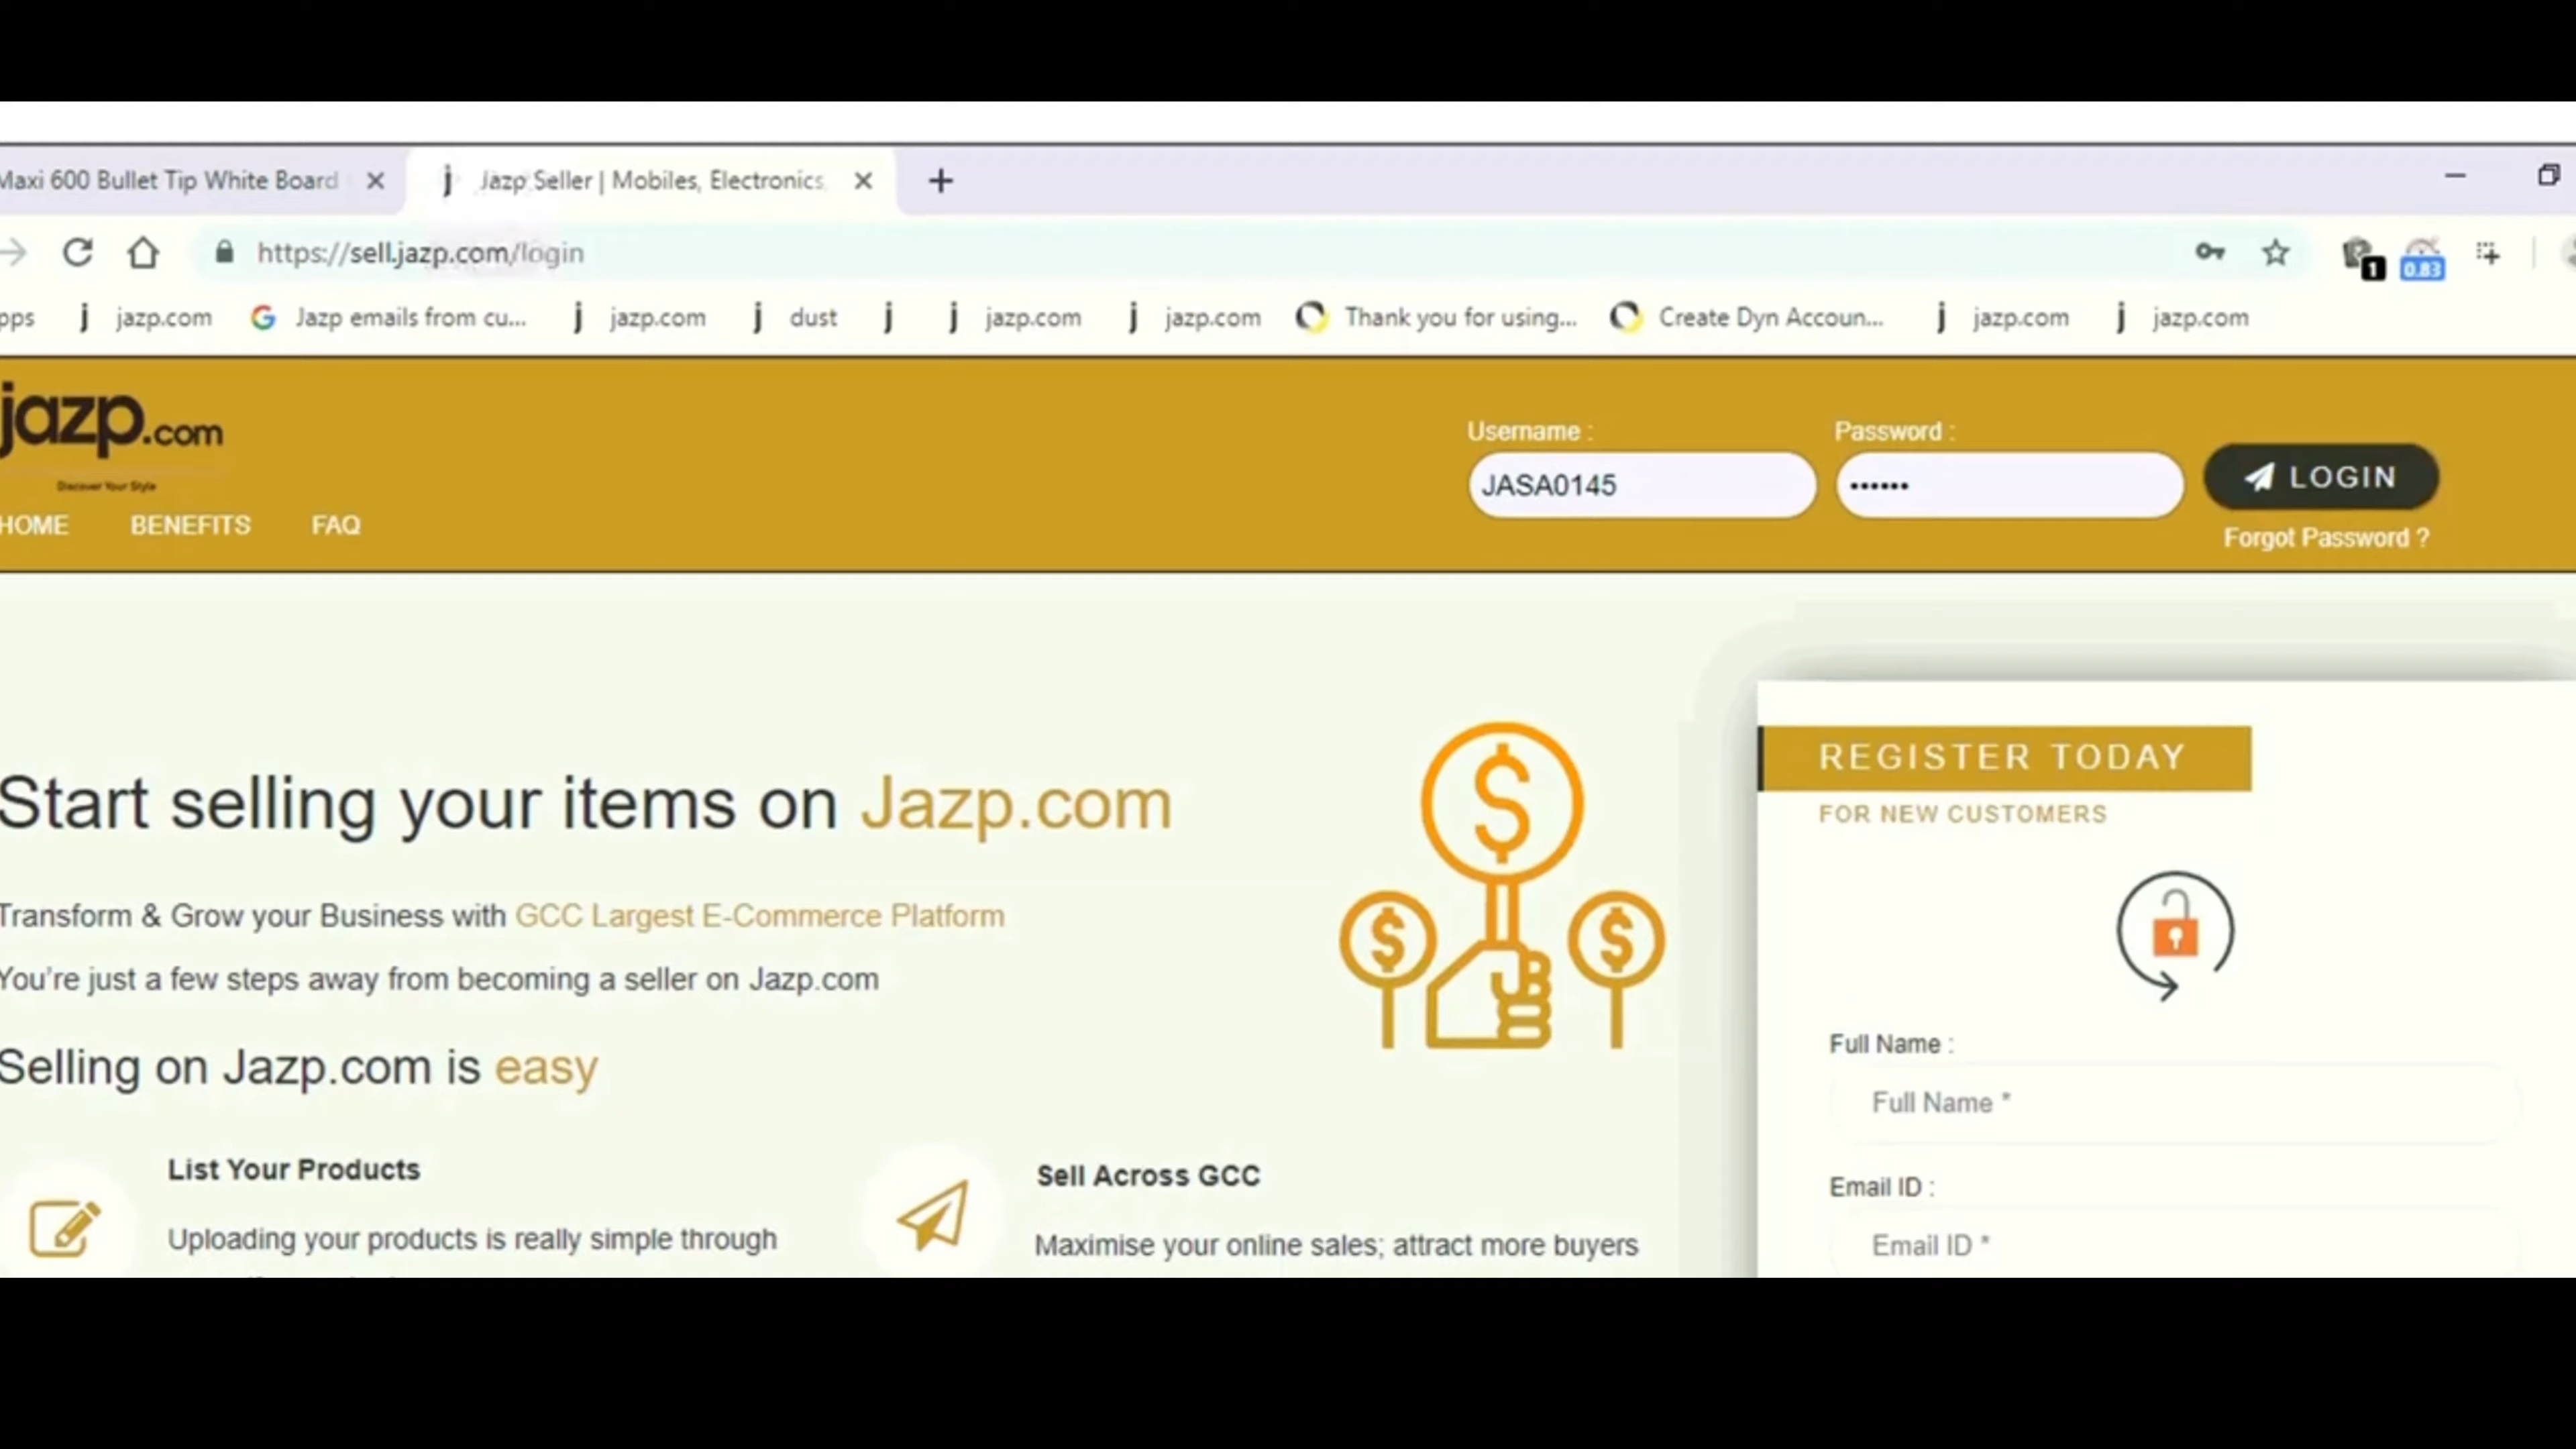 Maxi 600 Bullet Tip White Board
Jazp Seller | Mobiles, Electronics,
https://sell.jazp.com/login
1
0.83
jazp.com
Jazp emails from cu...
jazp.com
dust
jazp.com
jazp.com
Thank you for using...
Create Dyn Accoun...
jazp.com
jazp.com
jazp.com
Discover Your Style
Username :
Password :
JASA0145
••••••
LOGIN
Forgot Password ?
HOME
BENEFITS
FAQ
Start selling your items on Jazp.com
Transform & Grow your Business with GCC Largest E-Commerce Platform
You're just a few steps away from becoming a seller on Jazp.com
Selling on Jazp.com is easy
List Your Products
Uploading your products is really simple through
Sell Across GCC
Maximise your online sales; attract more buyers
REGISTER TODAY
FOR NEW CUSTOMERS
Full Name :
Full Name *
Email ID :
Email ID *